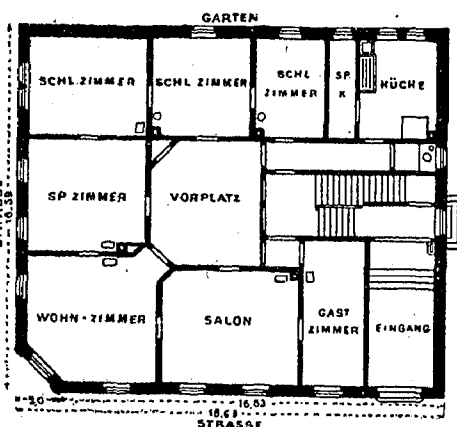 GARTEN
SCHL. ZIMMER
SCHL. ZIMMER
SCHL.
ZIMMER
SP.
K
KÜCHE
SP. ZIMMER
VORPLATZ
WOHN-ZIMMER
SALON
GAST
ZIMMER
EINGANG
16,83
18,63
STRASSE